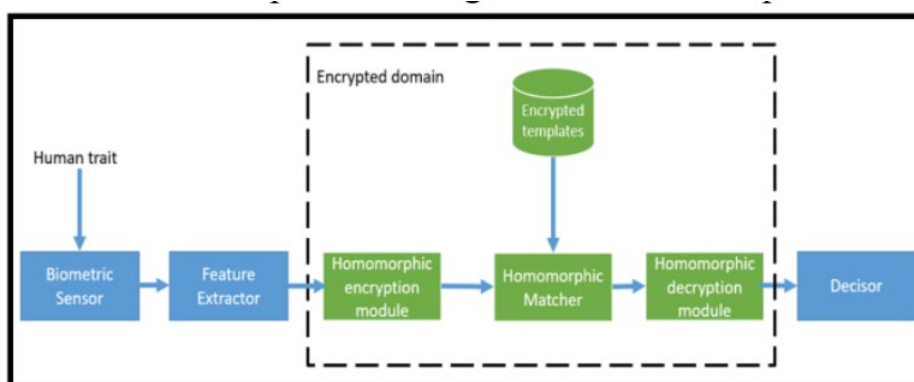 Encrypted domain
Encrypted
templates
Human trait
Biometric
Sensor
Feature
Extractor
Homomorphic
encryption
module
Homomorphic
Matcher
Homomorphic
decryption
module
Decisor